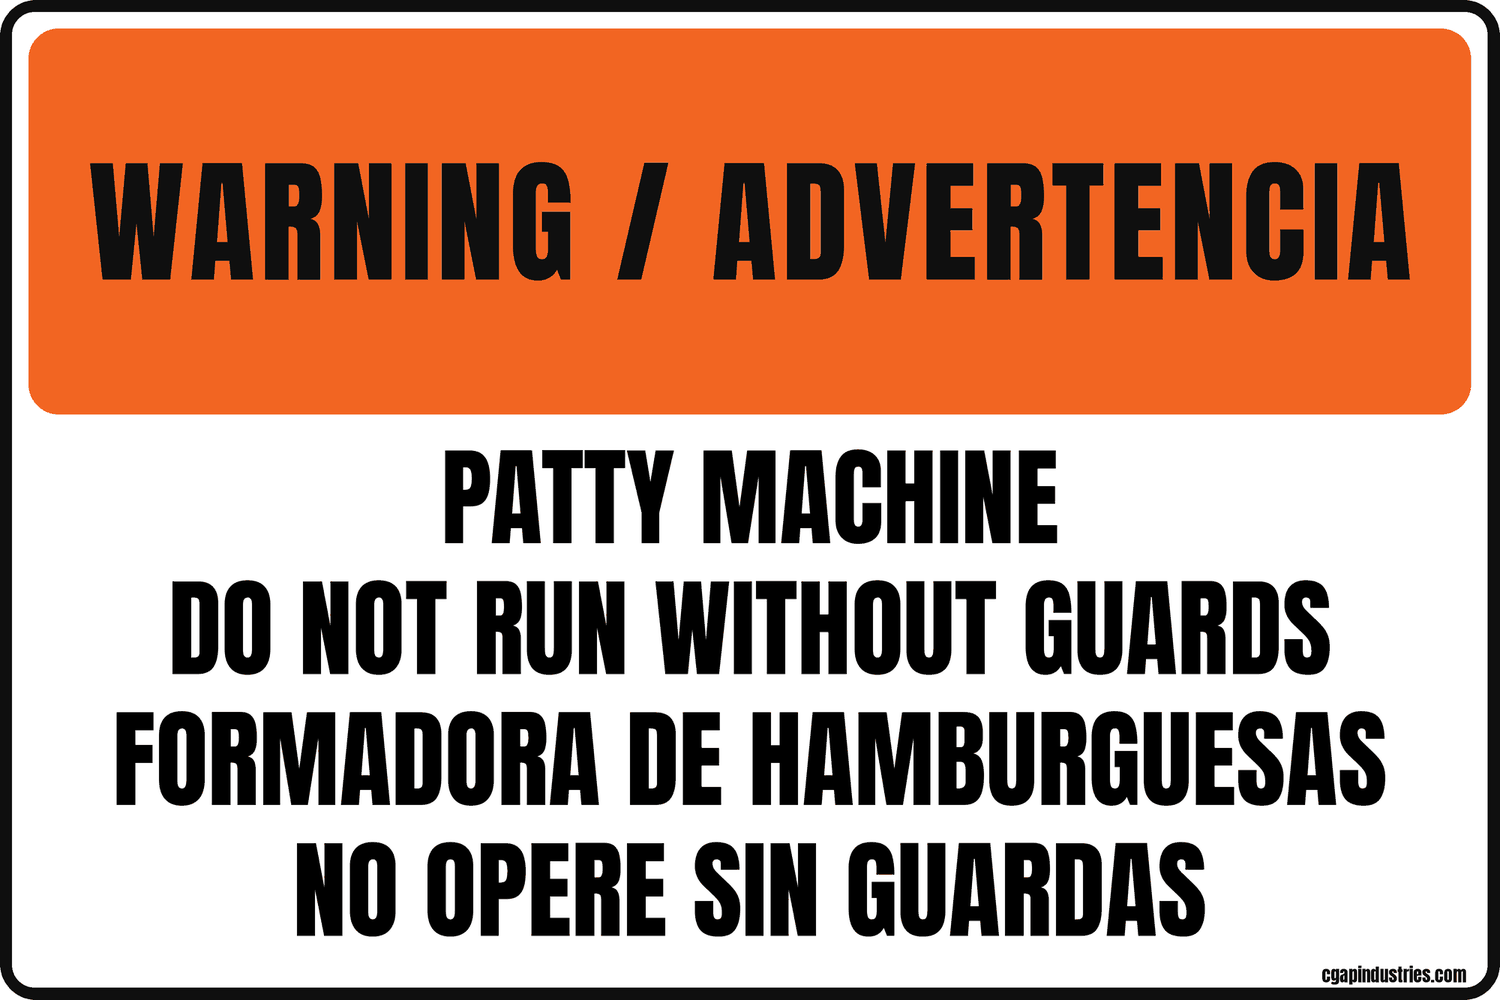 WARNING / ADVERTENCIA
PATTY MACHINE
DO NOT RUN WITHOUT GUARDS
FORMADORA DE HAMBURGUESAS
NO OPERE SIN GUARDAS
cgapindustries.com